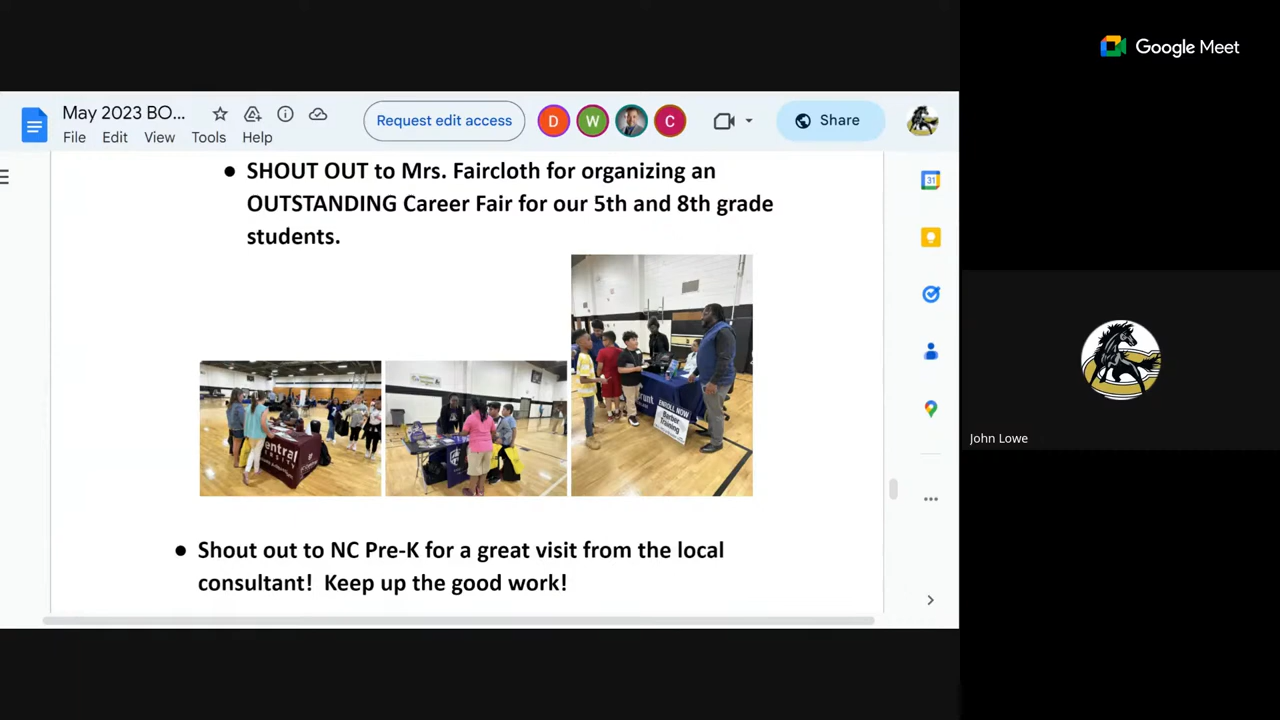 Google Meet
May 2023 BO...
File Edit View Tools Help
Request edit access
D
W
C
Share
31
• SHOUT OUT to Mrs. Faircloth for organizing an
OUTSTANDING Career Fair for our 5th and 8th grade
students.
ENROLL NOW
Barber
Training
John Lowe
• Shout out to NC Pre-K for a great visit from the local
consultant! Keep up the good work!